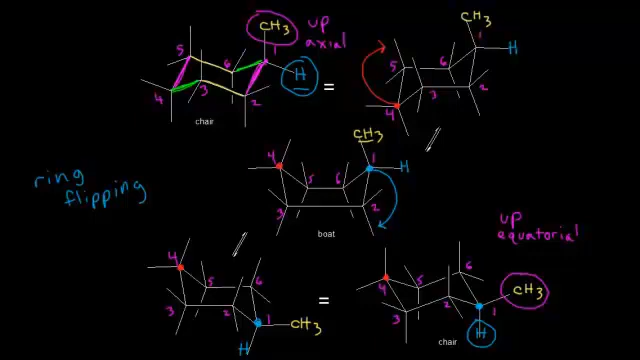 CH3
up
axial
5
6
1
H
4
3
2
chair
=
CH3
1
H
5
6
3
2
4
ring
flipping
CH3
4
1
H
5
6
3
2
boat
up
equatorial
4
5
6
3
2
1
CH3
H
=
4
5
6
CH3
3
2
1
H
chair